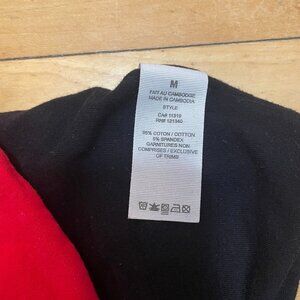 M
FAIT AU CAMBODGE
MADE IN CAMBODIA
STYLE
CA# 11319
RN# 121340
95% COTON / COTTON
5% SPANDEX
GARNITURES NON
COMPRISES / EXCLUSIVE
OF TRIMS